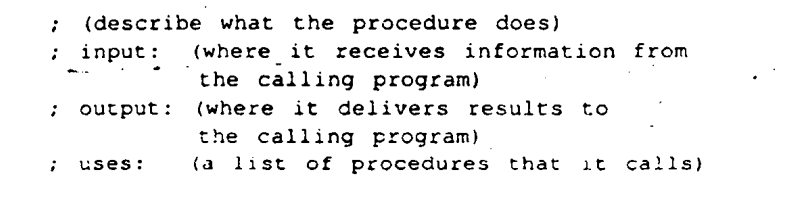 ; (describe what the procedure does)
; input: (where it receives information from
the calling program)
; output: (where it delivers results to
the calling program)
; uses: (a list of procedures that it calls)